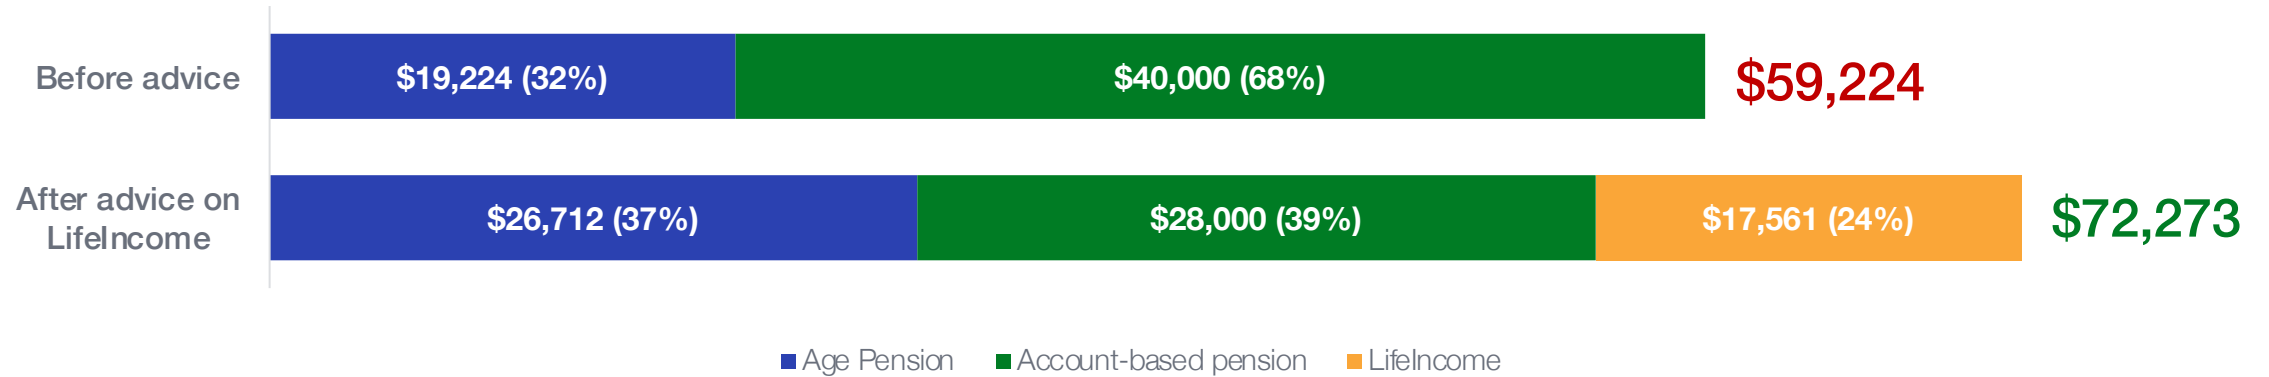 Before advice
$19,224 (32%)
$40,000 (68%)
$59,224
After advice on
LifeIncome
$26,712 (37%)
$28,000 (39%)
$17,561 (24%)
$72,273
Age Pension
Account-based pension
LifeIncome